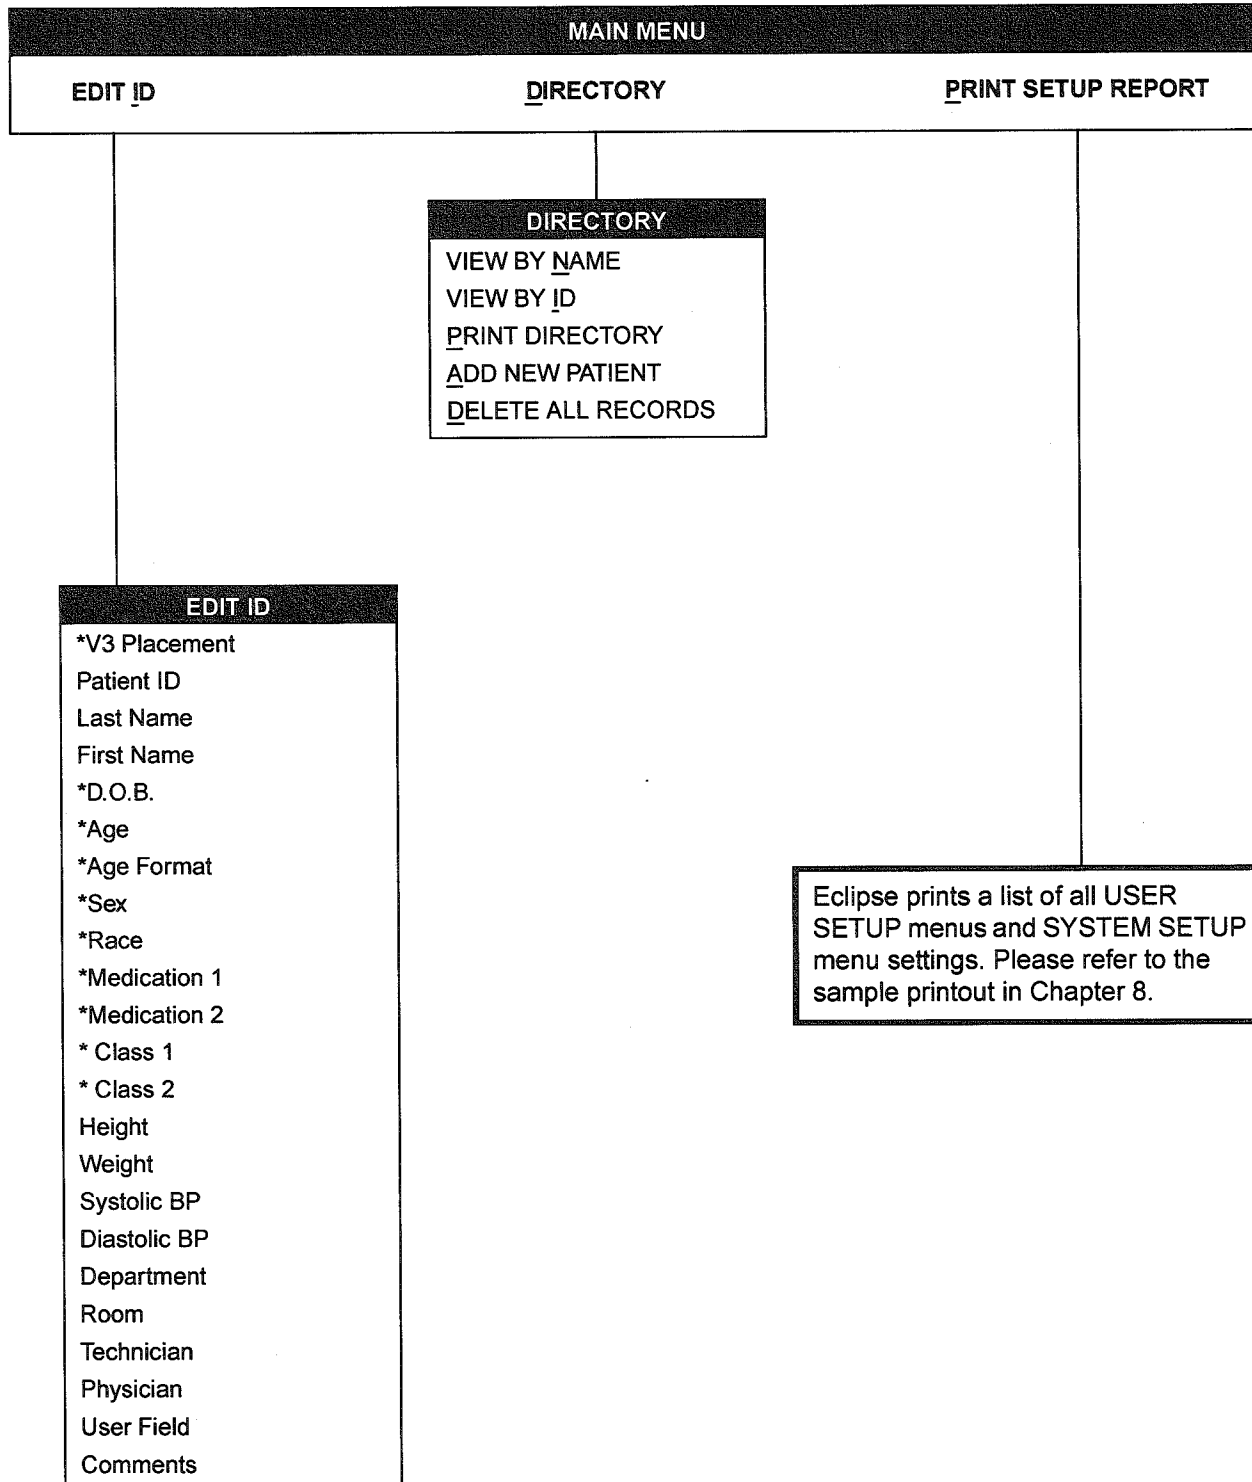 MAIN MENU
EDIT ID DIRECTORY PRINT SETUP REPORT
DIRECTORY
VIEW BY NAME
VIEW BY ID
PRINT DIRECTORY
ADD NEW PATIENT
DELETE ALL RECORDS
EDIT ID
*V3 Placement
Patient ID
Last Name
First Name
*D.O.B.
*Age
*Age Format
*Sex
*Race
*Medication 1
*Medication 2
* Class 1
* Class 2
Height
Weight
Systolic BP
Diastolic BP
Department
Room
Technician
Physician
User Field
Comments
Eclipse prints a list of all USER
SETUP menus and SYSTEM SETUP
menu settings. Please refer to the
sample printout in Chapter 8.